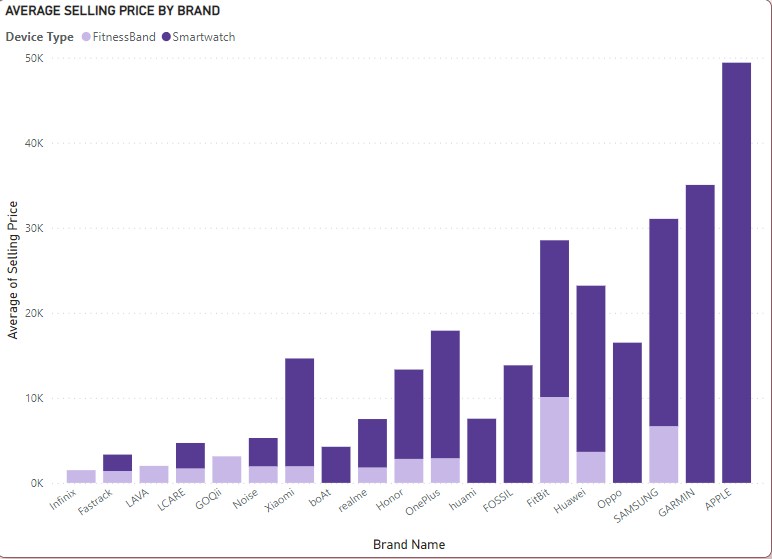 AVERAGE SELLING PRICE BY BRAND
Device Type FitnessBand Smartwatch
50K
40K
30K
20K
10K
0K
Average of Selling Price
Infinix
Fastrack
LAVA
LCARE
GOQii
Noise
Xiaomi
boAt
realme
Honor
OnePlus
huami
FOSSIL
FitBit
Huawei
Oppo
SAMSUNG
GARMIN
APPLE
Brand Name